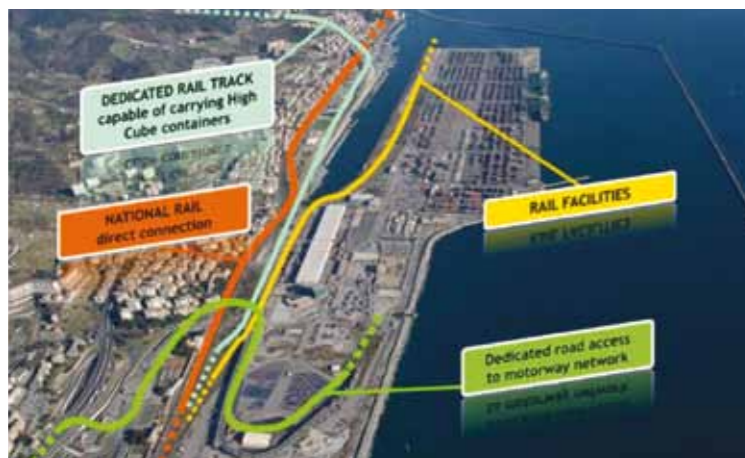 DEDICATED RAIL TRACK
capable of carrying High
Cube containers
NATIONAL RAIL
direct connection
RAIL FACILITIES
Dedicated road access
to motorway network